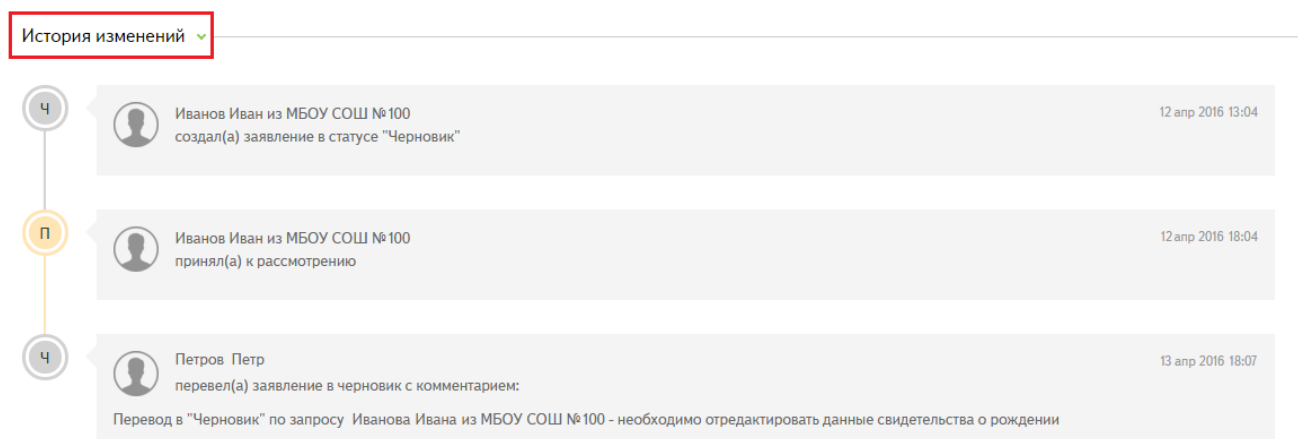 История изменений
Ч
Иванов Иван из МБОУ СОШ №100
12 апр 2016 13:04
создал(а) заявление в статусе "Черновик"
П
Иванов Иван из МБОУ СОШ №100
12 апр 2016 18:04
принял(а) к рассмотрению
Ч
Петров Петр
13 апр 2016 18:07
перевел(а) заявление в черновик с комментарием:
Перевод в "Черновик" по запросу Иванова Ивана из МБОУ СОШ №100 - необходимо отредактировать данные свидетельства о рождении